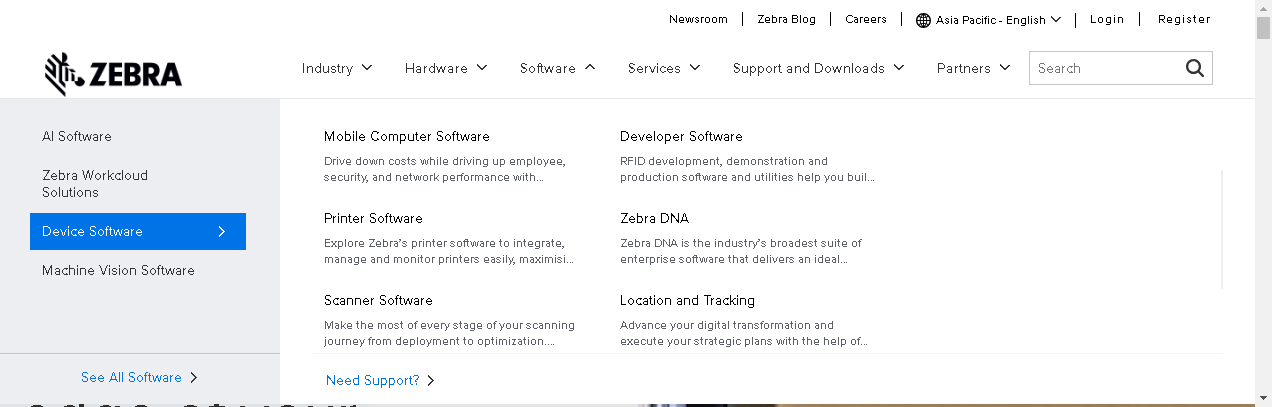 Newsroom
Zebra Blog
Careers
Asia Pacific - English
Login
Register
ZEBRA
Industry
Hardware
Software
Services
Support and Downloads
Partners
Search
AI Software
Zebra Workcloud
Solutions
Device Software
Machine Vision Software
See All Software
Mobile Computer Software
Drive down costs while driving up employee,
security, and network performance with...
Developer Software
RFID development, demonstration and
production software and utilities help you buil...
Printer Software
Explore Zebra's printer software to integrate,
manage and monitor printers easily, maximisi...
Zebra DNA
Zebra DNA is the industry's broadest suite of
enterprise software that delivers an ideal...
Scanner Software
Make the most of every stage of your scanning
journey from deployment to optimization....
Location and Tracking
Advance your digital transformation and
execute your strategic plans with the help of...
Need Support?